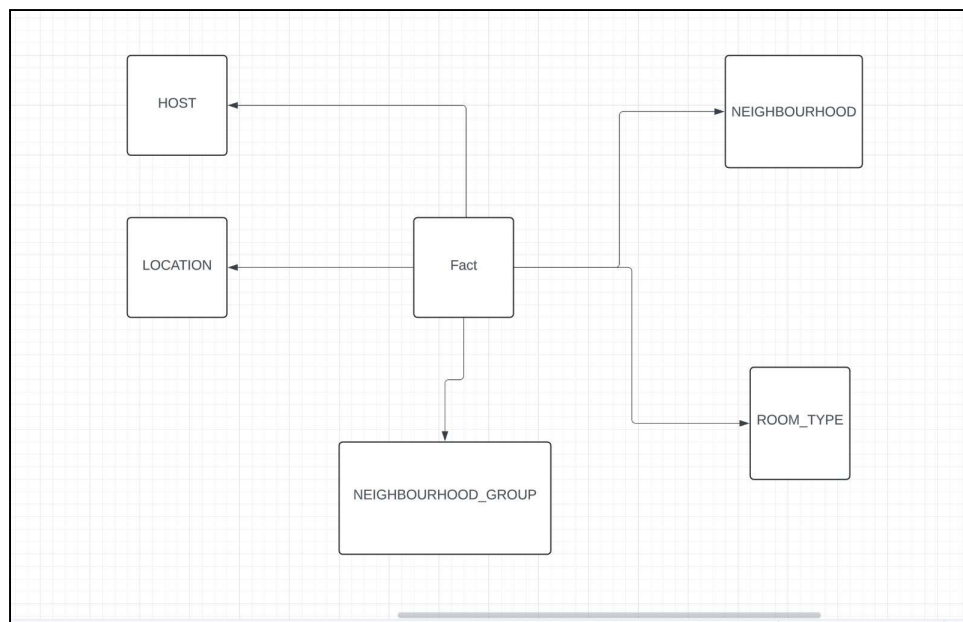 HOST
NEIGHBOURHOOD
LOCATION
Fact
ROOM_TYPE
NEIGHBOURHOOD_GROUP